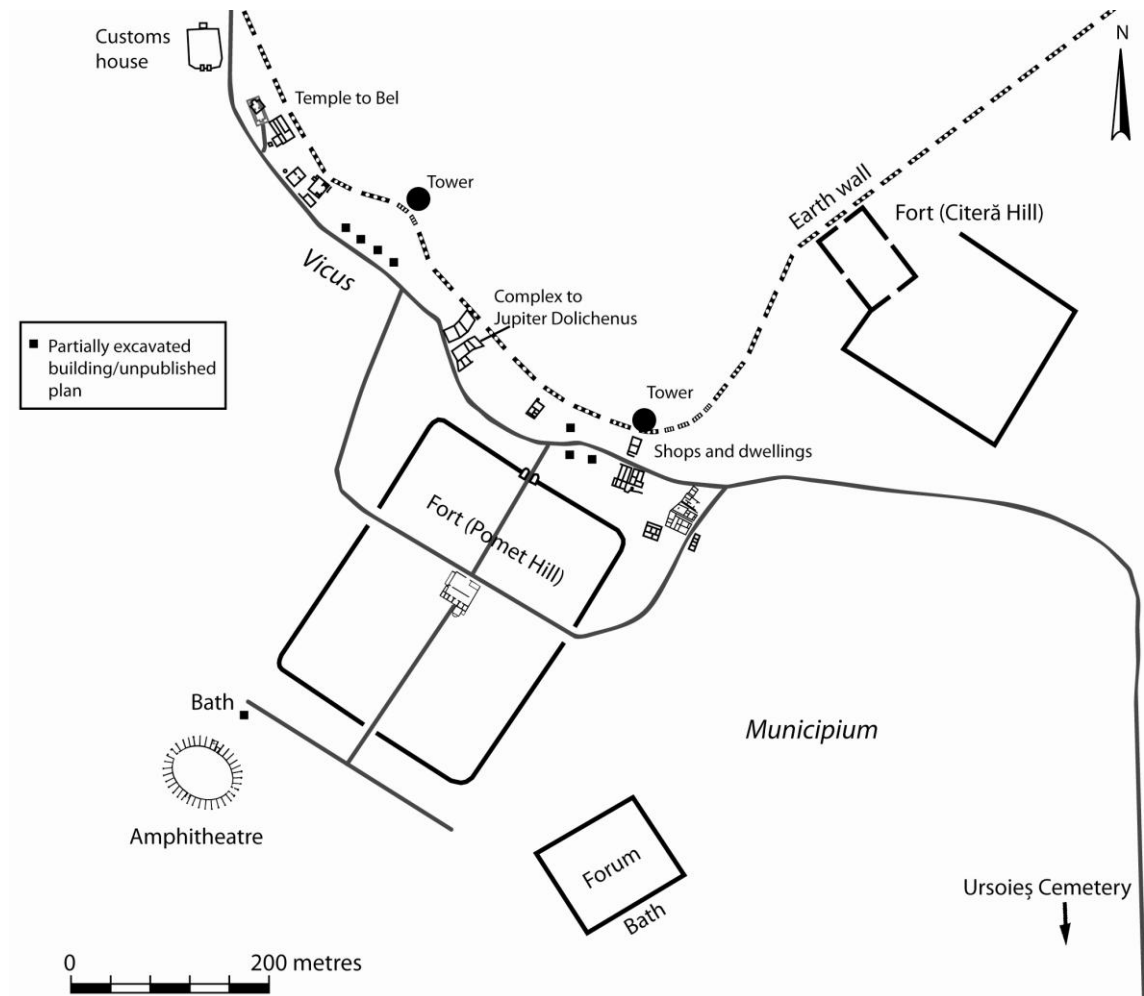 Customs
house
N
Temple to Bel
Tower
Earth wall
Fort (Citeră Hill)
Vicus
Complex to
Jupiter Dolichenus
■ Partially excavated
building/unpublished
plan
Tower
Shops and dwellings
Fort (Pomet Hill)
Bath
Municipium
Amphitheatre
Forum
Bath
Ursoieș Cemetery
0 200 metres